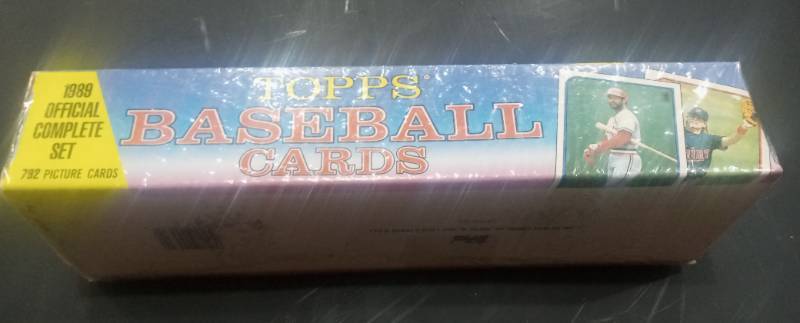 1989
OFFICIAL
COMPLETE
SET
792 PICTURE CARDS
TOPPS®
BASEBALL
CARDS